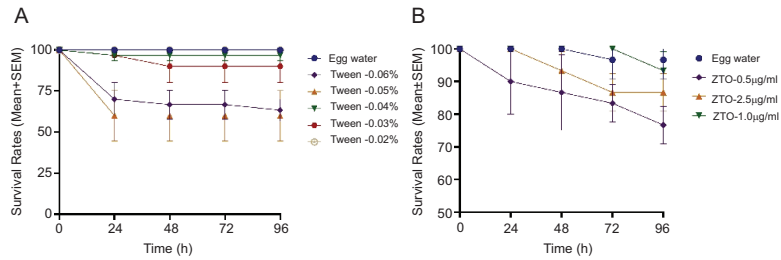 A
Survival Rates (Mean±SEM)
100
75
50
25
0
0 24 48 72 96
Time (h)
Egg water
Tween -0.06%
Tween -0.05%
Tween -0.04%
Tween -0.03%
Tween -0.02%
B
Survival Rates (Mean±SEM)
100
90
80
70
60
50
0 24 48 72 96
Time (h)
Egg water
ZTO-0.5µg/ml
ZTO-2.5µg/ml
ZTO-1.0µg/ml